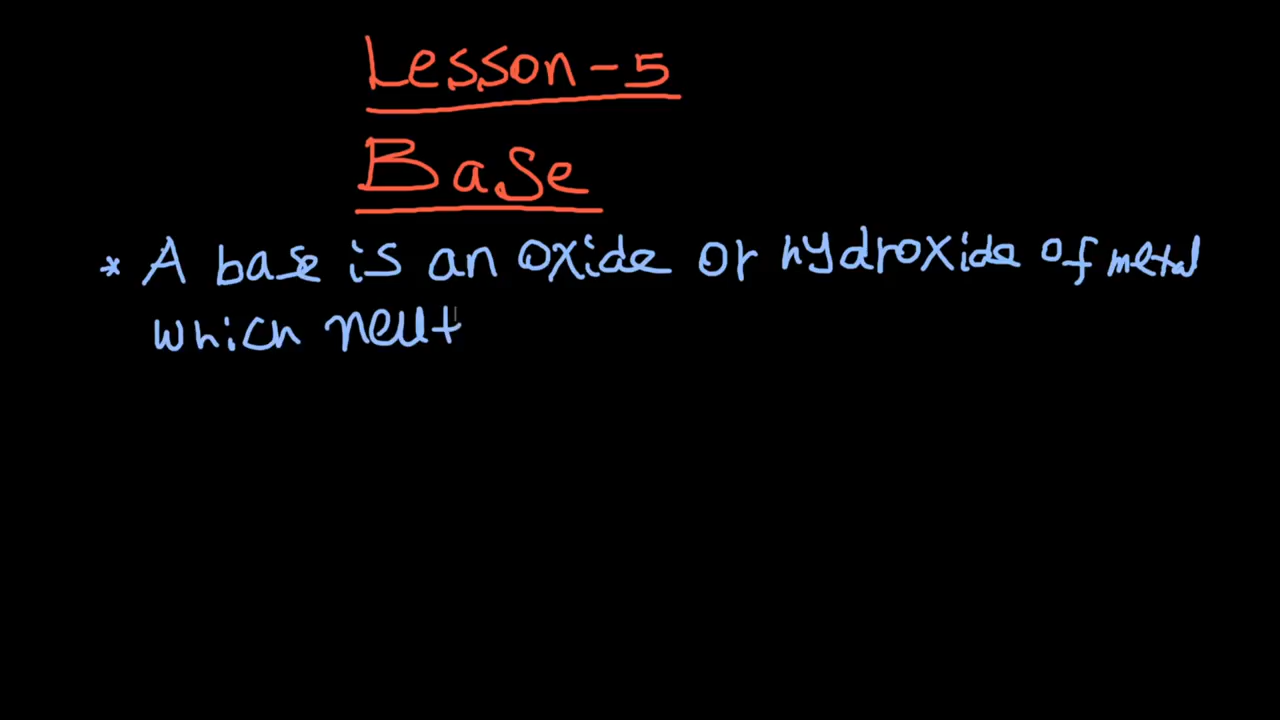 Lesson - 5
Base
* A base is an oxide or hydroxide of metal
which neut